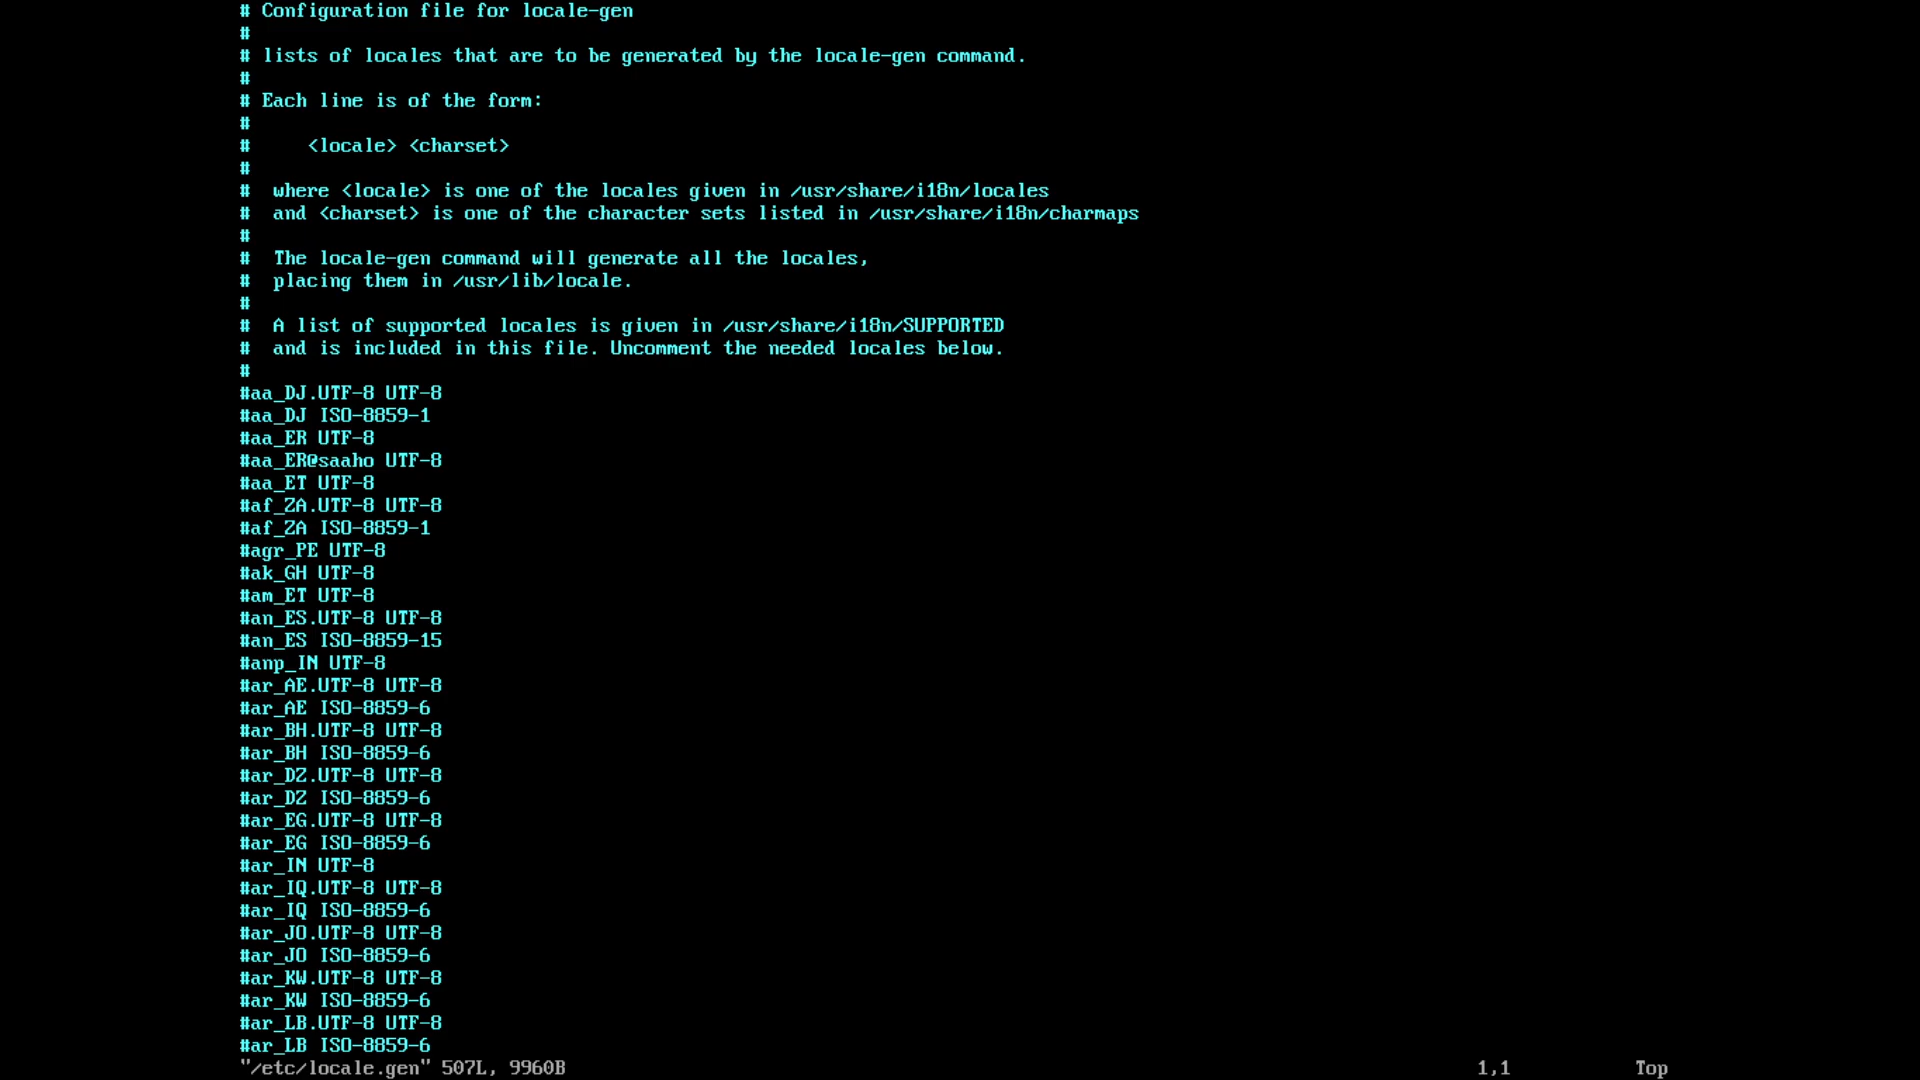 # Configuration file for locale-gen
#
# lists of locales that are to be generated by the locale-gen command.
#
# Each line is of the form:
#
#     <locale> <charset>
#
#  where <locale> is one of the locales given in /usr/share/i18n/locales
#  and <charset> is one of the character sets listed in /usr/share/i18n/charmaps
#
#  The locale-gen command will generate all the locales,
#  placing them in /usr/lib/locale.
#
#  A list of supported locales is given in /usr/share/i18n/SUPPORTED
#  and is included in this file. Uncomment the needed locales below.
#
#aa_DJ.UTF-8 UTF-8
#aa_DJ ISO-8859-1
#aa_ER UTF-8
#aa_ER@saaho UTF-8
#aa_ET UTF-8
#af_ZA.UTF-8 UTF-8
#af_ZA ISO-8859-1
#agr_PE UTF-8
#ak_GH UTF-8
#am_ET UTF-8
#an_ES.UTF-8 UTF-8
#an_ES ISO-8859-15
#anp_IN UTF-8
#ar_AE.UTF-8 UTF-8
#ar_AE ISO-8859-6
#ar_BH.UTF-8 UTF-8
#ar_BH ISO-8859-6
#ar_DZ.UTF-8 UTF-8
#ar_DZ ISO-8859-6
#ar_EG.UTF-8 UTF-8
#ar_EG ISO-8859-6
#ar_IN UTF-8
#ar_IQ.UTF-8 UTF-8
#ar_IQ ISO-8859-6
#ar_JO.UTF-8 UTF-8
#ar_JO ISO-8859-6
#ar_KW.UTF-8 UTF-8
#ar_KW ISO-8859-6
#ar_LB.UTF-8 UTF-8
#ar_LB ISO-8859-6
"/etc/locale.gen" 507L, 9960B 1,1 Top